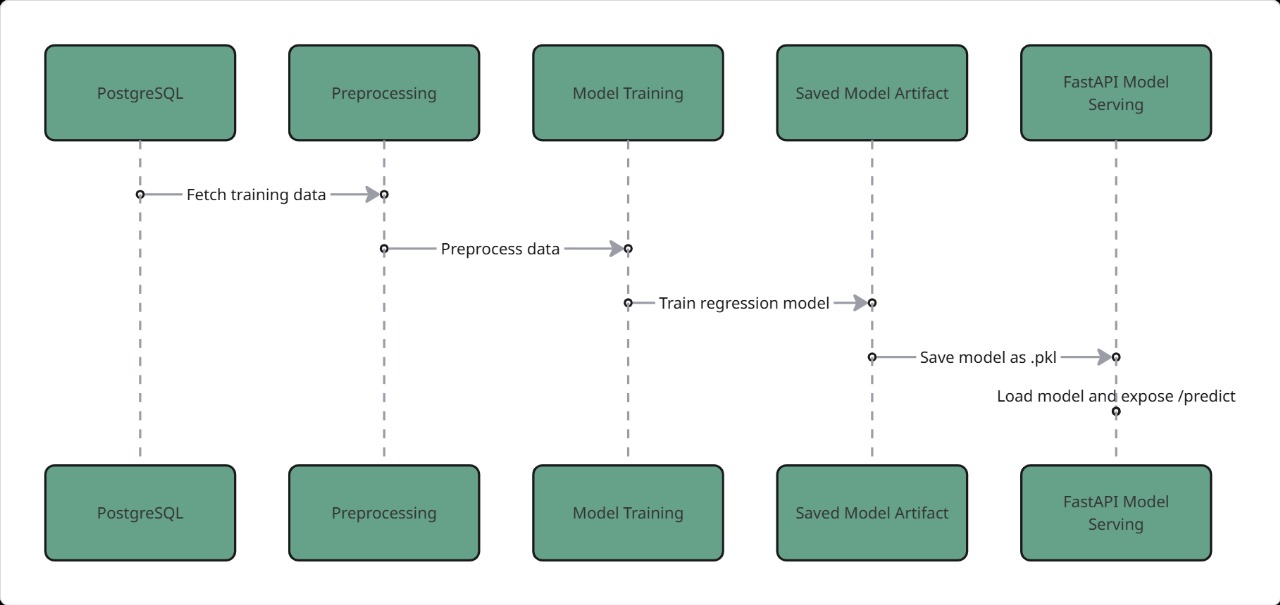 PostgreSQL
Preprocessing
Model Training
Saved Model Artifact
FastAPI Model
Serving
Fetch training data
Preprocess data
Train regression model
Save model as .pkl
Load model and expose /predict
PostgreSQL
Preprocessing
Model Training
Saved Model Artifact
FastAPI Model
Serving